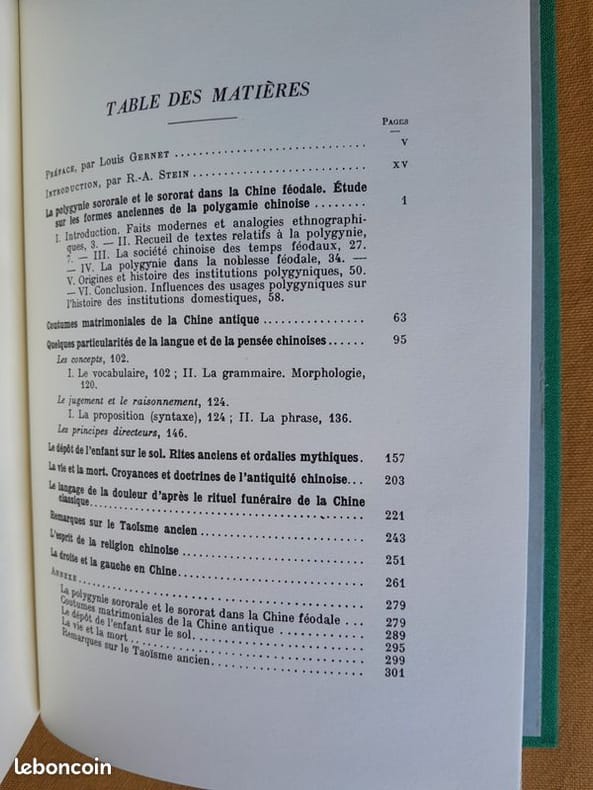 TABLE DES MATIÈRES
PAGES
PRÉFACE, par Louis GERNET .............................. V
INTRODUCTION, par R.-A. STEIN .............................. XV
La polygynie sororale et le sororat dans la Chine féodale. Étude
sur les formes anciennes de la polygamie chinoise ........ 1
I. Introduction. Faits modernes et analogies ethnographi-
ques, 3. — II. Recueil de textes relatifs à la polygynie,
7. — III. La société chinoise des temps féodaux, 27.
— IV. La polygynie dans la noblesse féodale, 34. —
V. Origines et histoire des institutions polygyniques, 50.
— VI. Conclusion. Influences des usages polygyniques sur
l'histoire des institutions domestiques, 58.
Coutumes matrimoniales de la Chine antique ............... 63
Quelques particularités de la langue et de la pensée chinoises ...... 95
Les concepts, 102.
I. Le vocabulaire, 102 ; II. La grammaire. Morphologie,
120.
Le jugement et le raisonnement, 124.
I. La proposition (syntaxe), 124 ; II. La phrase, 136.
Les principes directeurs, 146.
Le dépôt de l'enfant sur le sol. Rites anciens et ordalies mythiques. 157
La vie et la mort. Croyances et doctrines de l'antiquité chinoise... 203
Le langage de la douleur d'après le rituel funéraire de la Chine
classique.............................. 221
Remarques sur le Taoïsme ancien .............................. 243
L'esprit de la religion chinoise .............................. 251
La droite et la gauche en Chine.............................. 261
ANNEXE.............................. 279
La polygynie sororale et le sororat dans la Chine féodale ... 279
Coutumes matrimoniales de la Chine antique ............ 289
Le dépôt de l'enfant sur le sol.............................. 295
La vie et la mort.............................. 299
Remarques sur le Taoïsme ancien.............................. 301
leboncoin